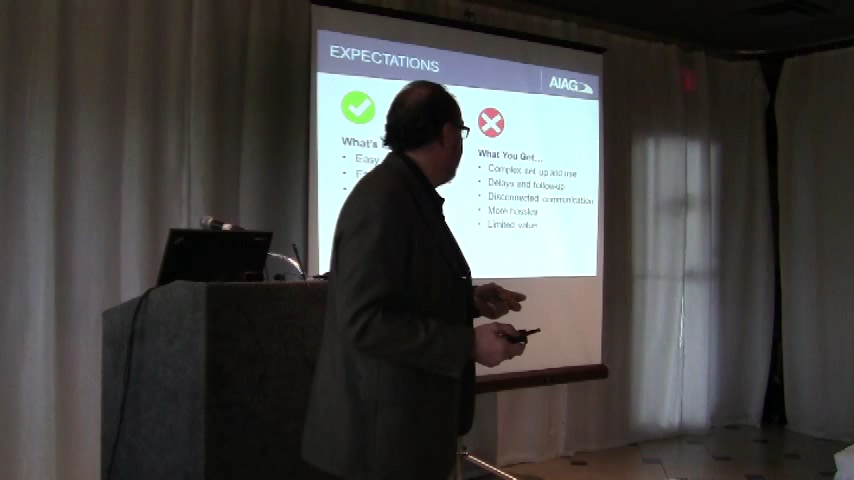 EXPECTATIONS
AIAG
What's
• Easy
What You Get...
• Complex set up and use
• Delays and follow-up
• Disconnected communication
• More hassles
• Limited value